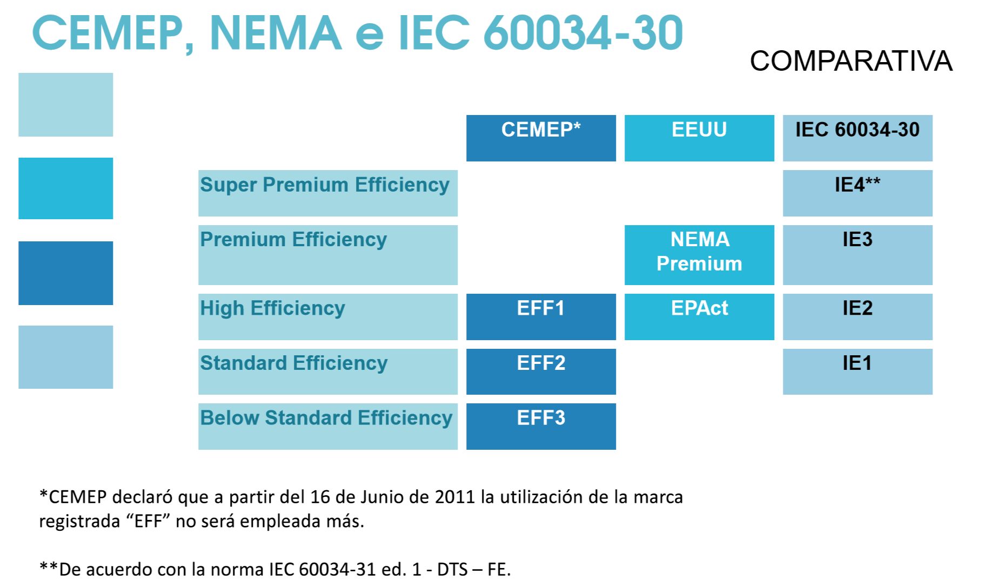 CEMEP, NEMA e IEC 60034-30
COMPARATIVA
CEMEP* EEUU IEC 60034-30
Super Premium Efficiency IE4**
Premium Efficiency NEMA IE3
Premium
High Efficiency EFF1 EPAct IE2
Standard Efficiency EFF2 IE1
Below Standard Efficiency EFF3
*CEMEP declaró que a partir del 16 de Junio de 2011 la utilización de la marca
registrada “EFF” no será empleada más.
**De acuerdo con la norma IEC 60034-31 ed. 1 - DTS – FE.